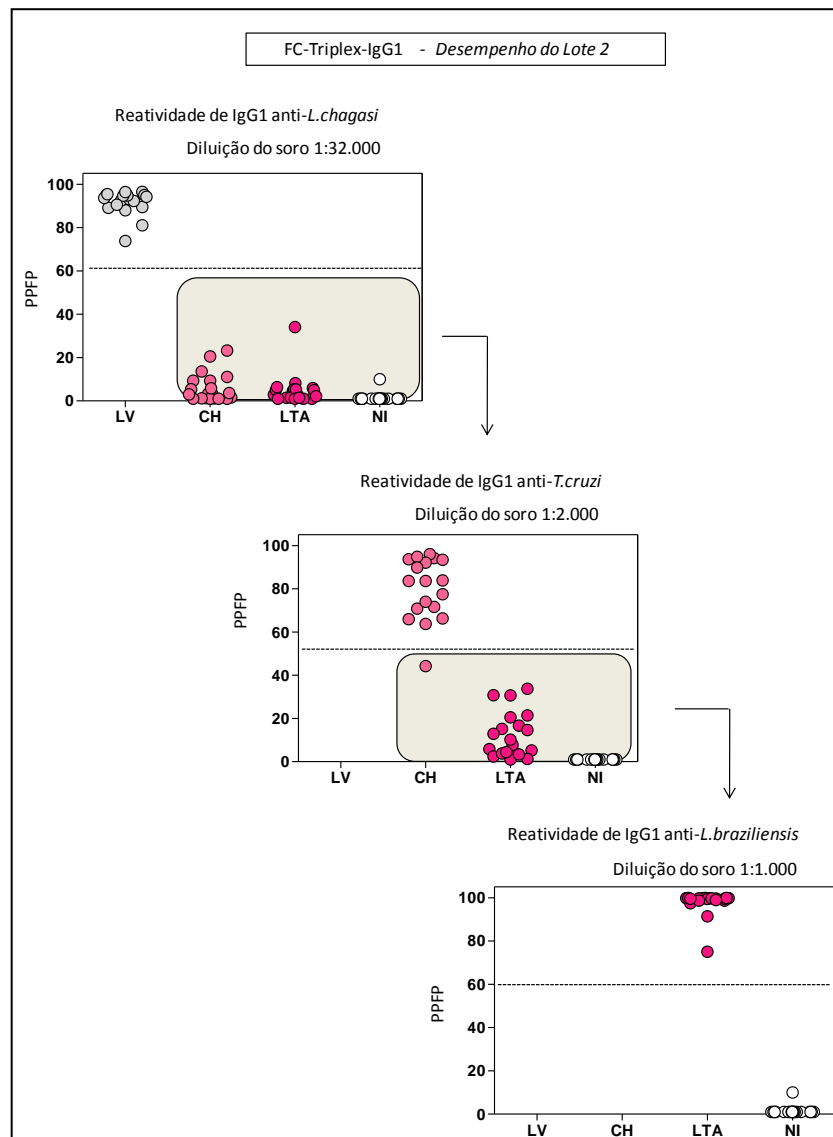 FC-Triplex-IgG1 - Desempenho do Lote 2
Reatividade de IgG1 anti-L.chagasi
Diluição do soro 1:32.000
PPFP
100
80
60
40
20
0
LV CH LTA NI
Reatividade de IgG1 anti-T.cruzi
Diluição do soro 1:2.000
PPFP
100
80
60
40
20
0
LV CH LTA NI
Reatividade de IgG1 anti-L.braziliensis
Diluição do soro 1:1.000
PPFP
100
80
60
40
20
0
LV CH LTA NI